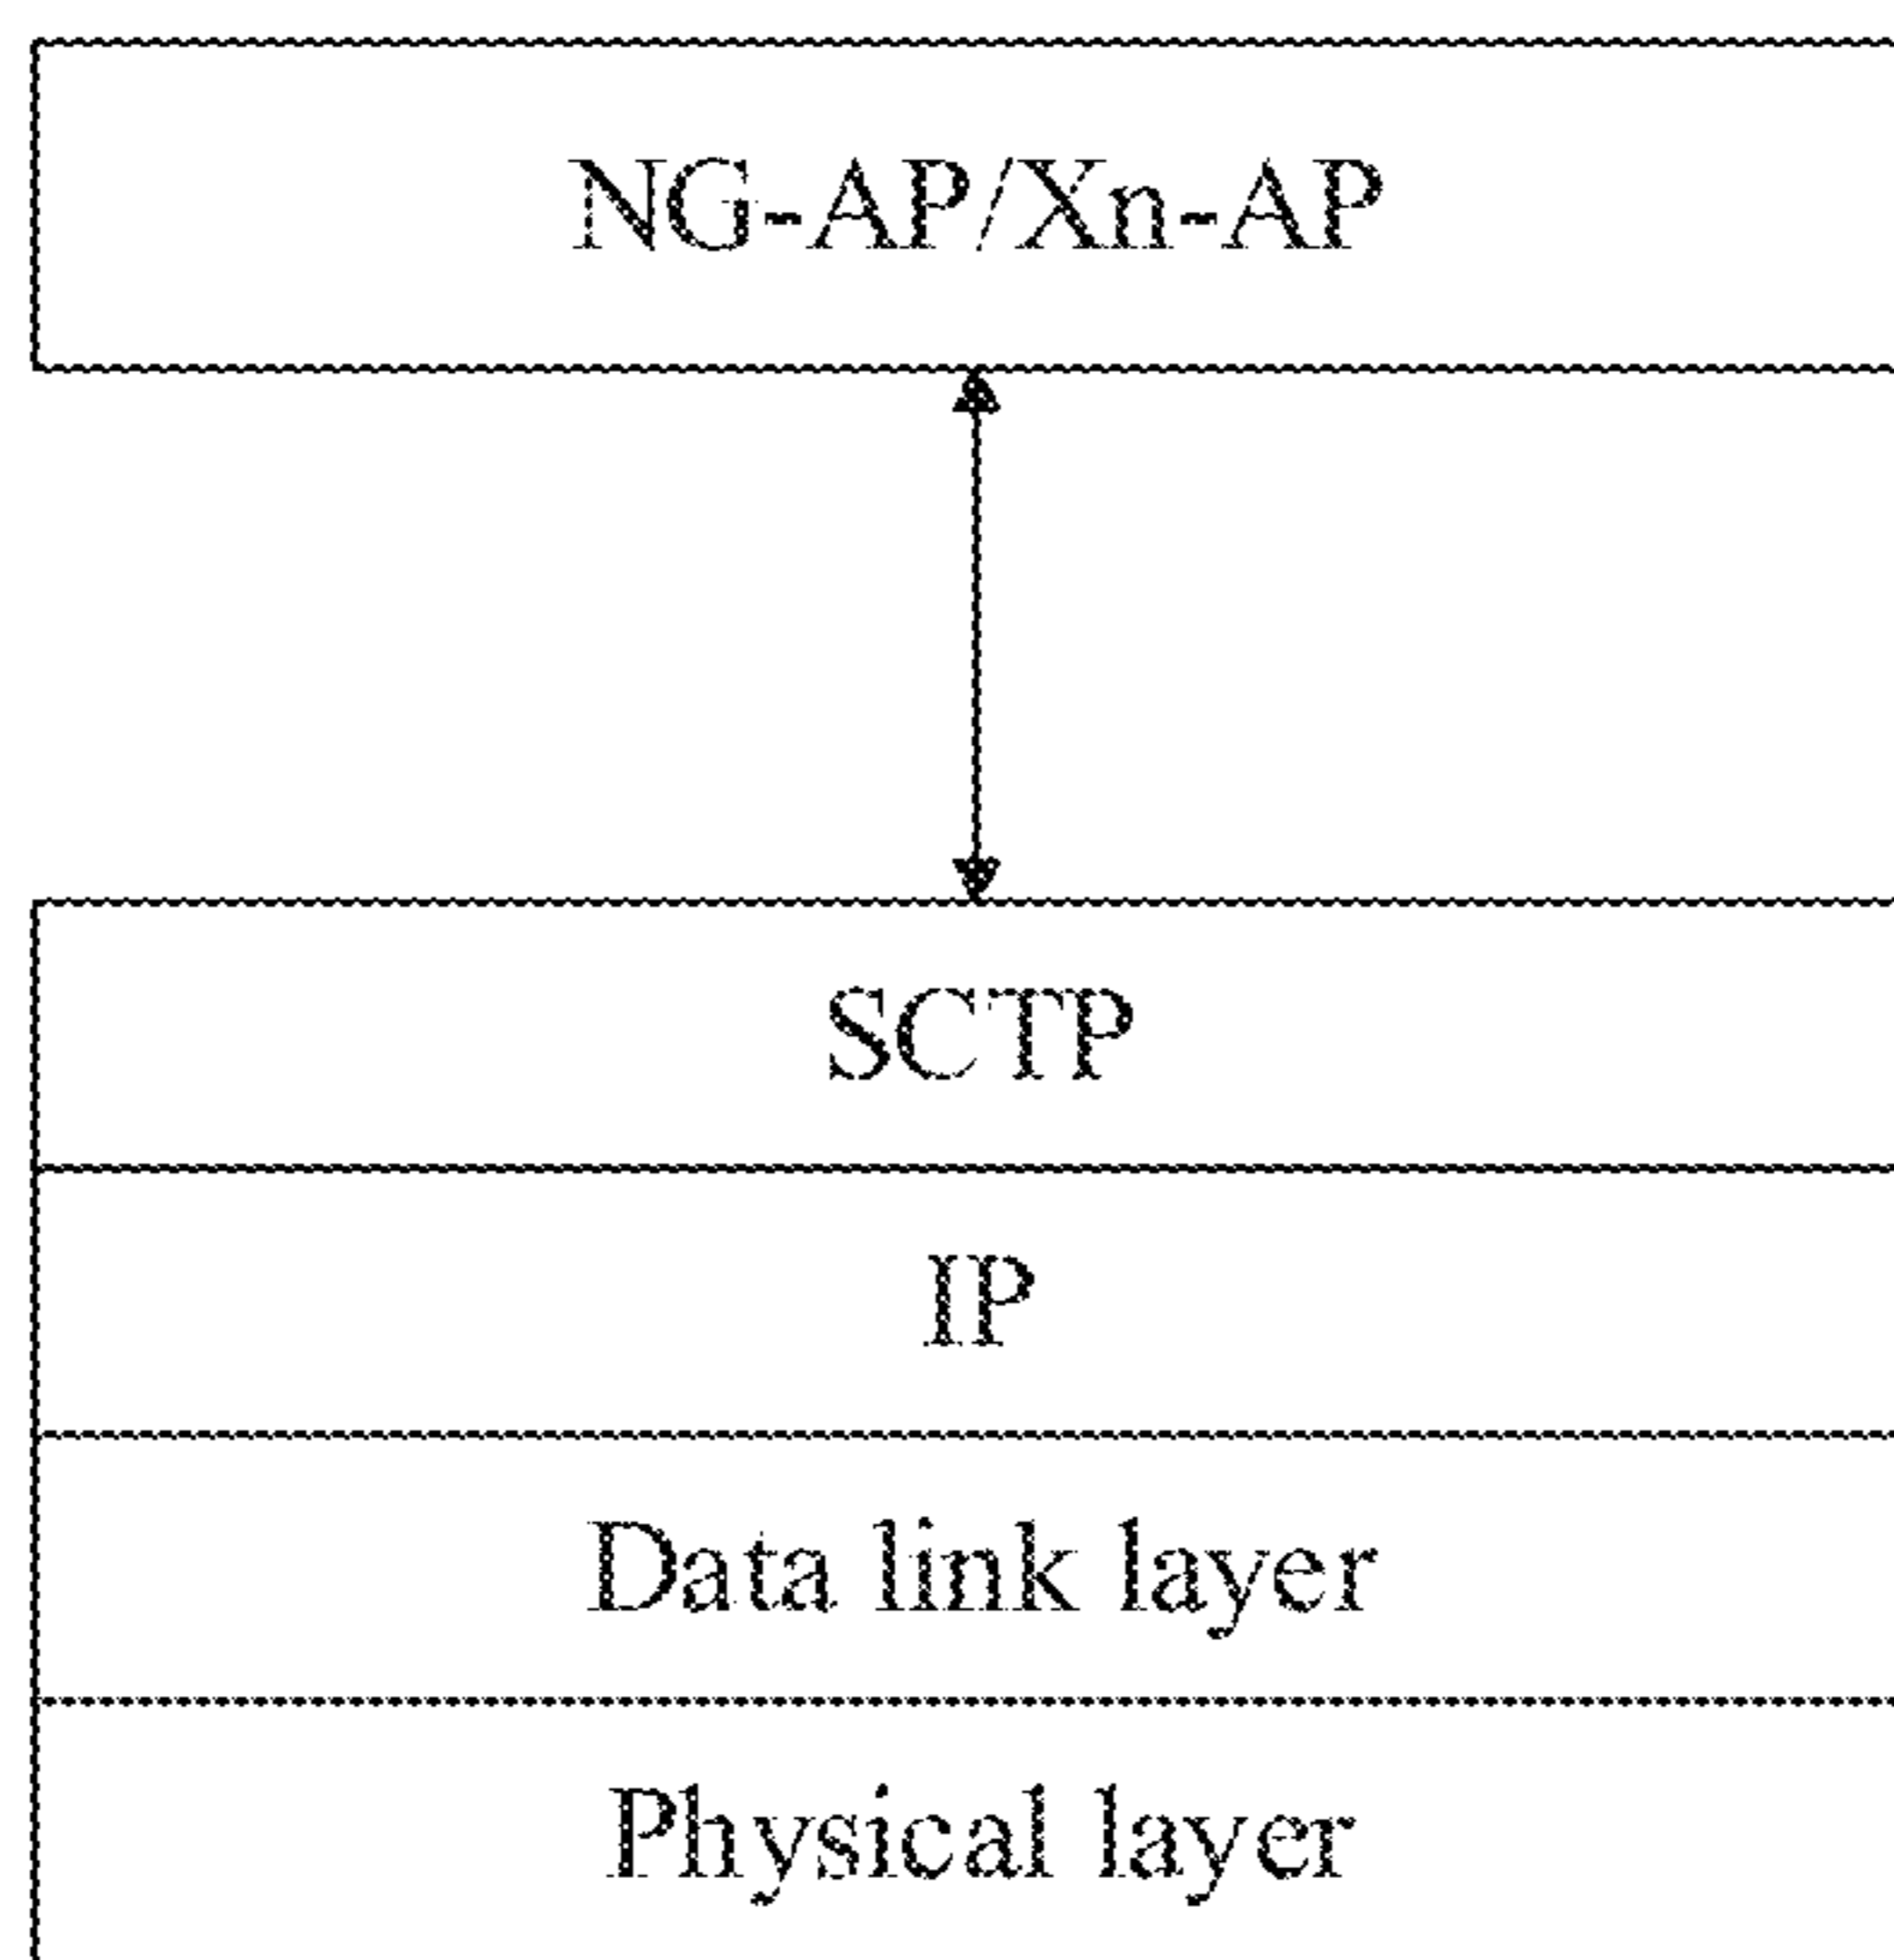 NG-AP/Xn-AP
SCTP
IP
Data link layer
Physical layer